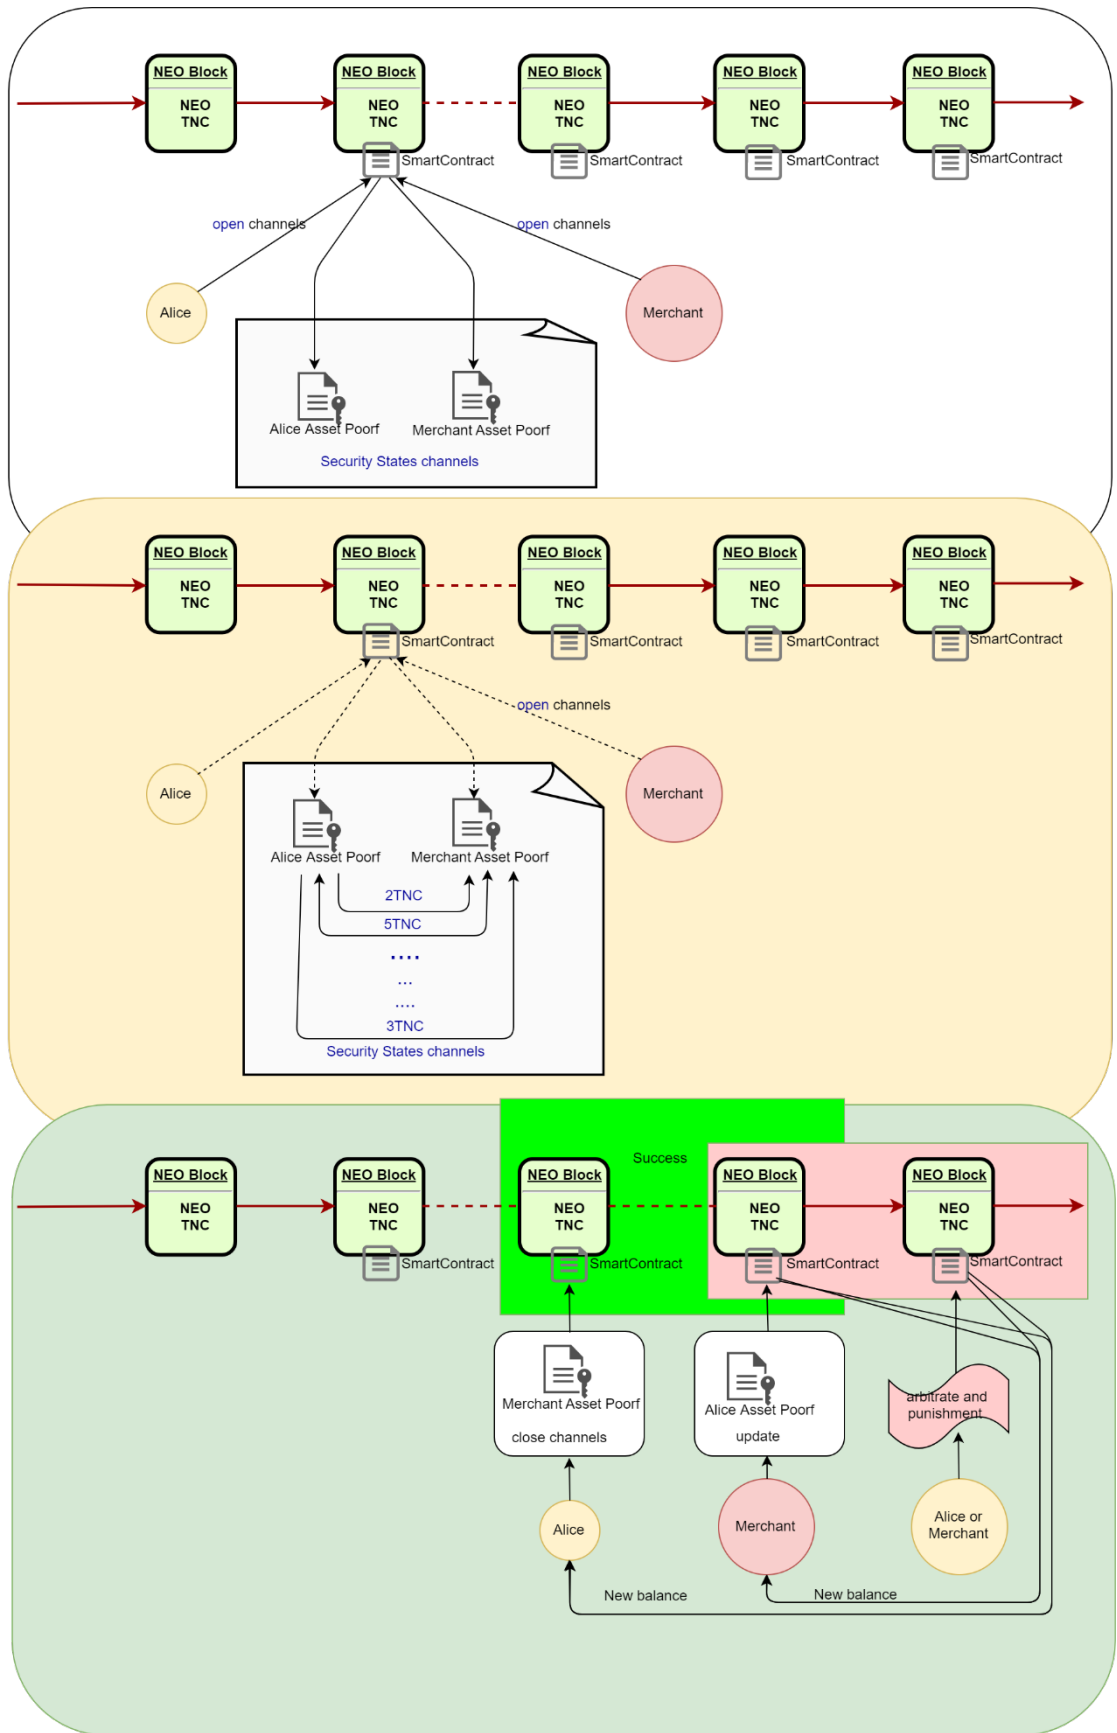 NEO Block
NEO
TNC
NEO Block
NEO
TNC
NEO Block
NEO
TNC
NEO Block
NEO
TNC
NEO Block
NEO
TNC
SmartContract
SmartContract
SmartContract
SmartContract
open channels
open channels
Alice
Merchant
Alice Asset Poorf
Merchant Asset Poorf
Security States channels
NEO Block
NEO
TNC
NEO Block
NEO
TNC
NEO Block
NEO
TNC
NEO Block
NEO
TNC
NEO Block
NEO
TNC
SmartContract
SmartContract
SmartContract
SmartContract
open channels
Alice
Merchant
Alice Asset Poorf
Merchant Asset Poorf
2TNC
5TNC
....
...
....
3TNC
Security States channels
Success
NEO Block
NEO
TNC
NEO Block
NEO
TNC
NEO Block
NEO
TNC
NEO Block
NEO
TNC
NEO Block
NEO
TNC
SmartContract
SmartContract
SmartContract
SmartContract
Merchant Asset Poorf
close channels
Alice Asset Poorf
update
arbitrate and
punishment
Alice
Merchant
Alice or
Merchant
New balance
New balance